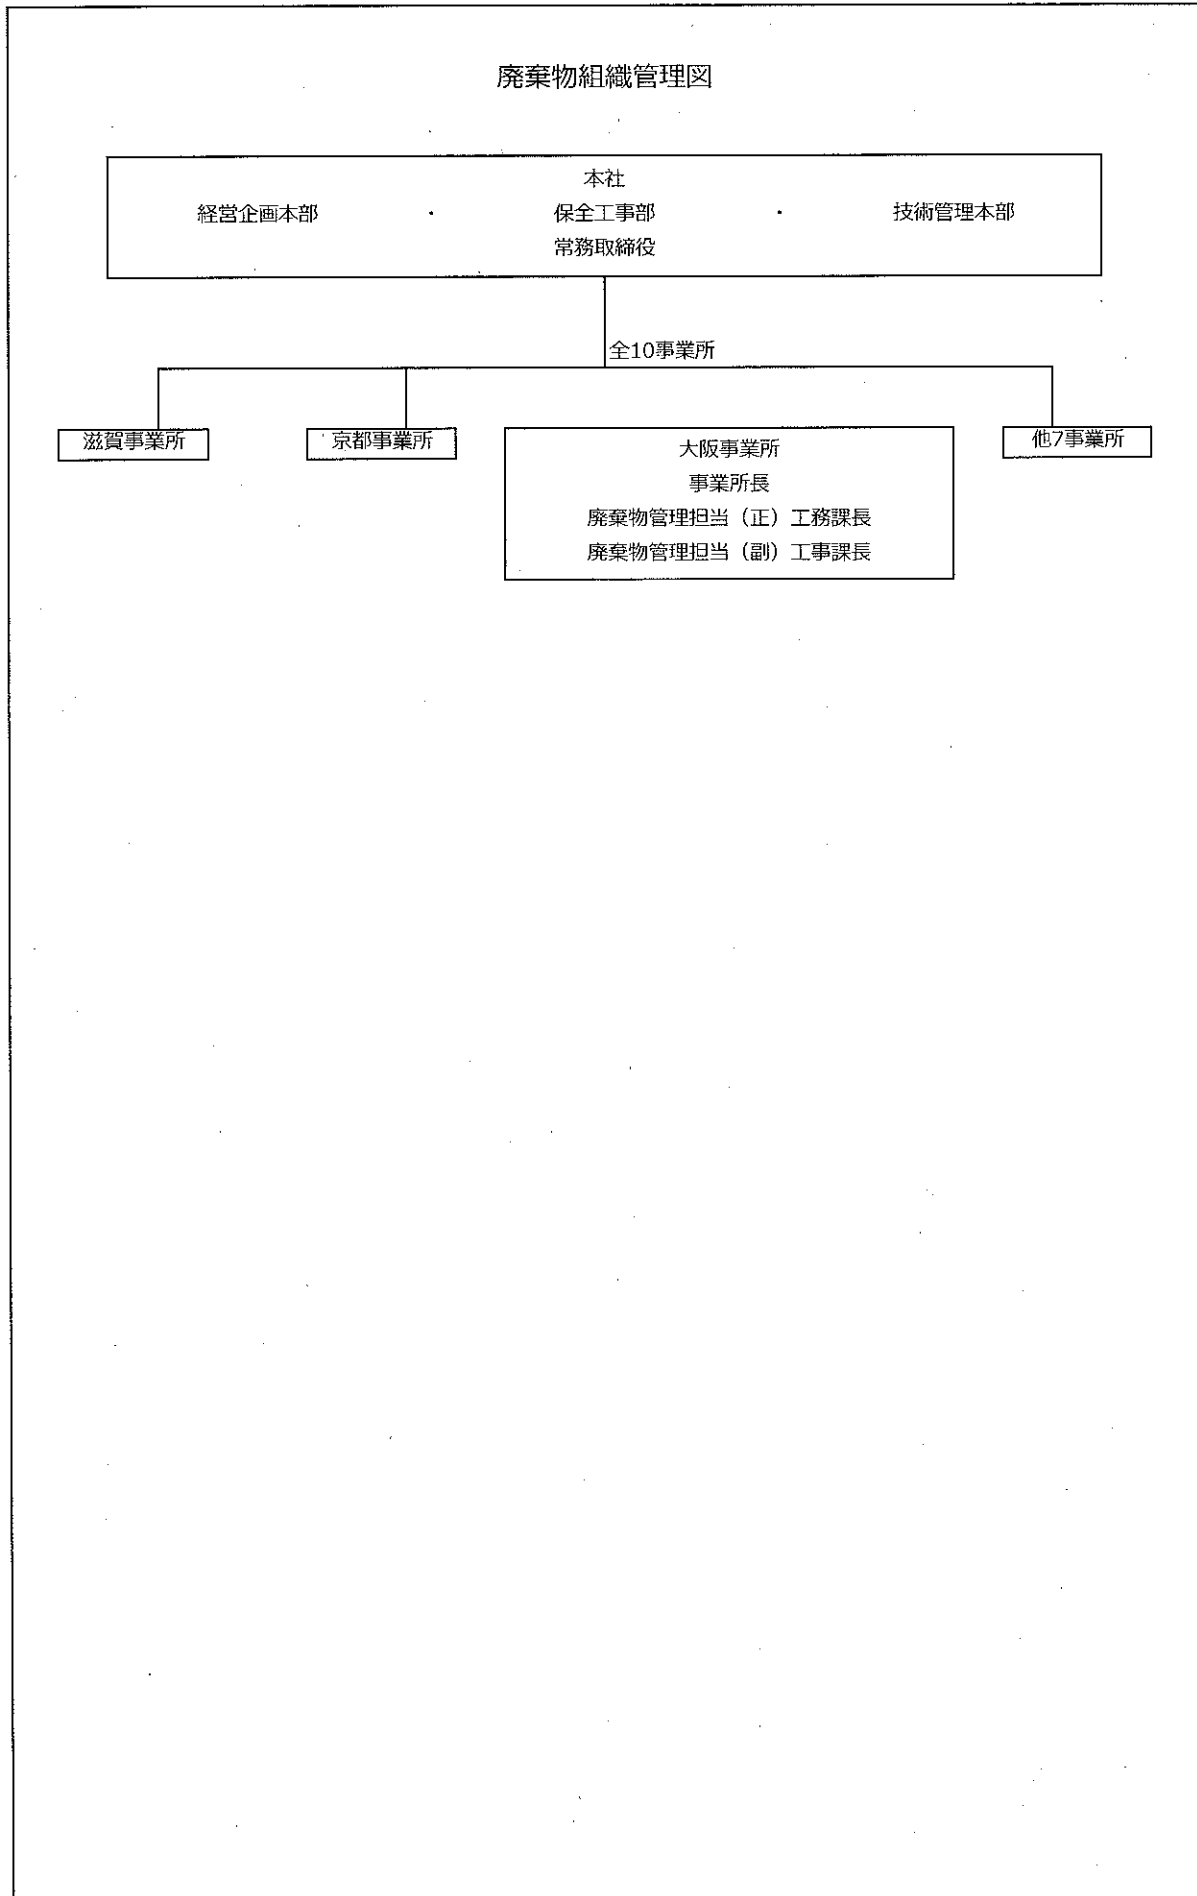 廃棄物組織管理図
本社
経営企画本部 ・ 保全工事部 ・ 技術管理本部
常務取締役
全10事業所
滋賀事業所 京都事業所 大阪事業所 他7事業所
事業所長
廃棄物管理担当（正）工務課長
廃棄物管理担当（副）工事課長